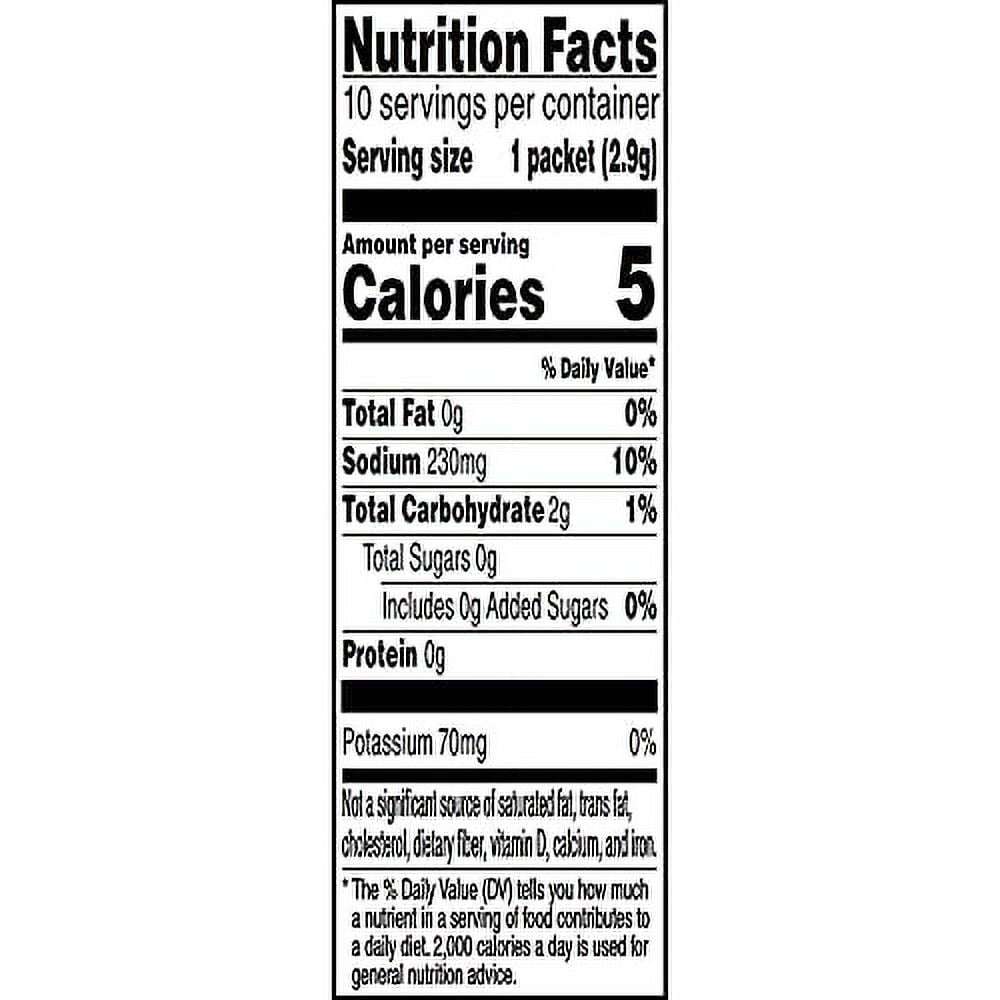 Nutrition Facts
10 servings per container
Serving size 1 packet (2.9g)
Amount per serving
Calories 5
% Daily Value*
Total Fat 0g 0%
Sodium 230mg 10%
Total Carbohydrate 2g 1%
Total Sugars 0g
Includes 0g Added Sugars 0%
Protein 0g
Potassium 70mg 0%
Not a significant source of saturated fat, trans fat,
cholesterol, dietary fiber, vitamin D, calcium, and iron.
* The % Daily Value (DV) tells you how much
a nutrient in a serving of food contributes to
a daily diet. 2,000 calories a day is used for
general nutrition advice.